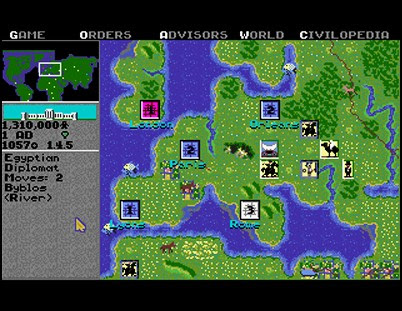 GAME ORDERS ADVISORS WORLD CIVILOPEDIA
London
Orleans
Paris
Lyons
Rome
1,310,000
1 AD
1057o 1.4.5
Egyptian
Diplomat
Moves: 2
Byblos
(River)